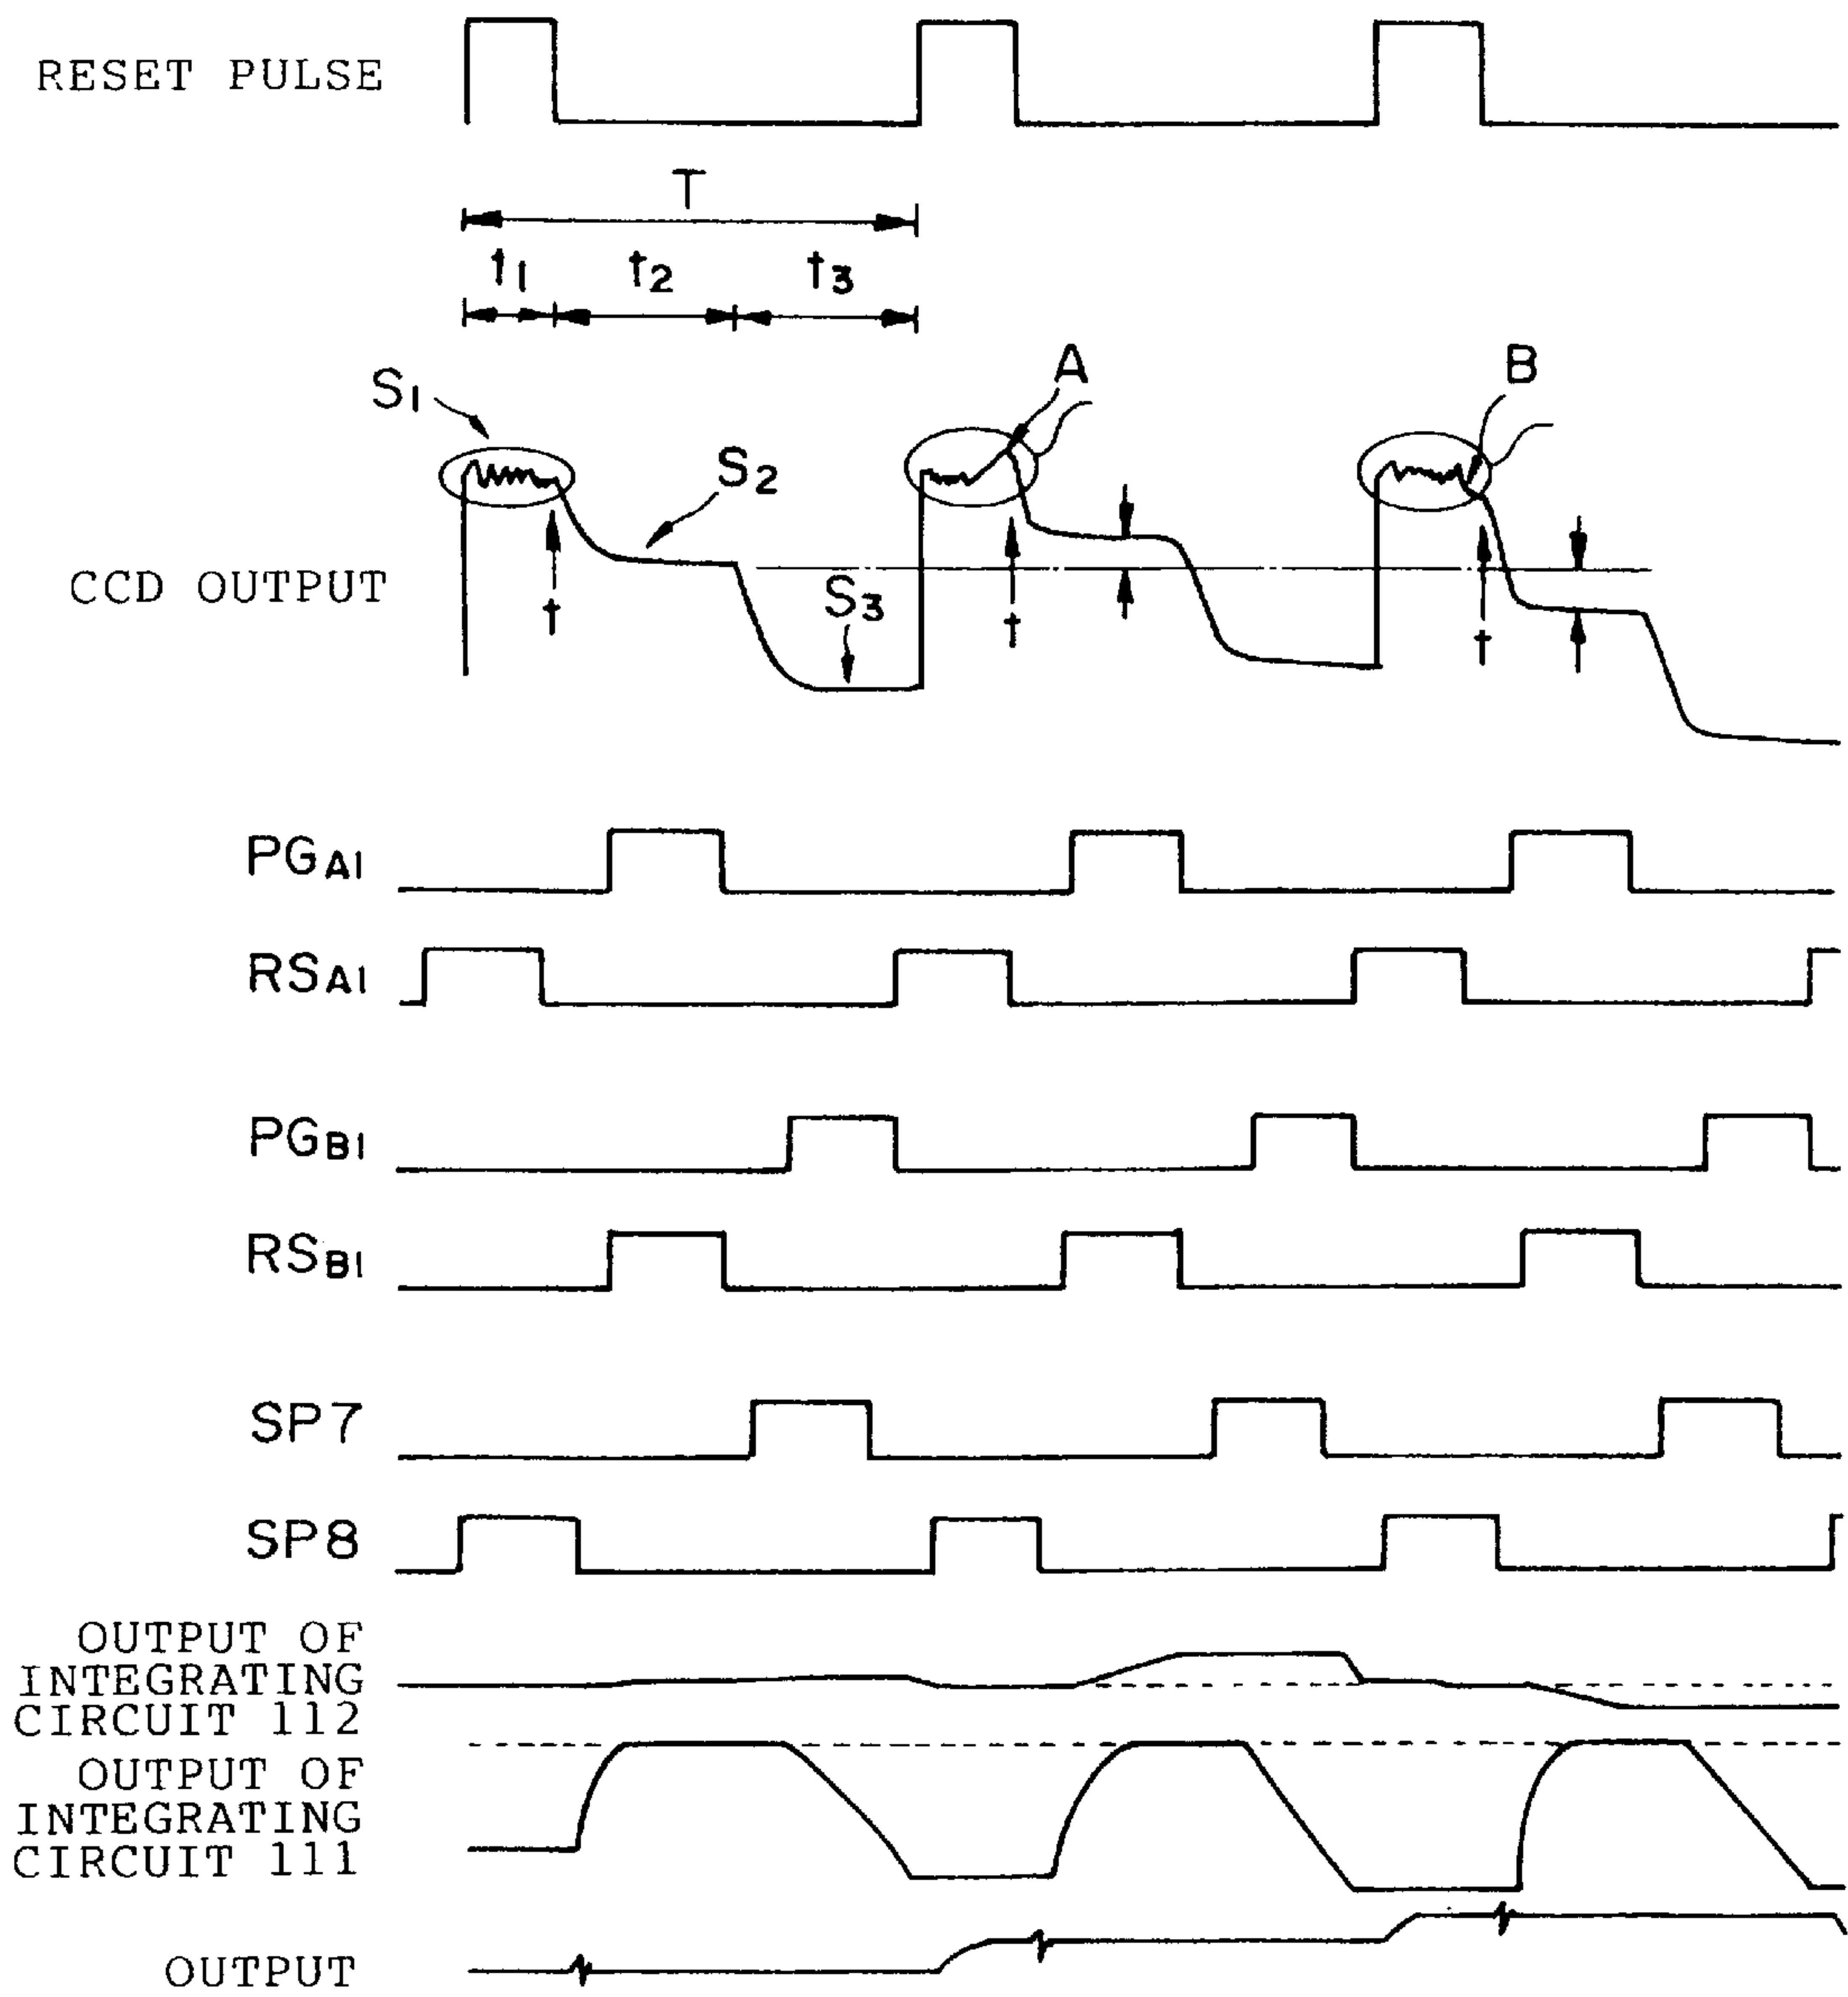 RESET PULSE
T
t1 t2 t3
S1
S2
A
B
CCD OUTPUT
S3
t
t
t
PGA1
RSA1
PGB1
RSB1
SP7
SP8
OUTPUT OF
INTEGRATING
CIRCUIT 112
OUTPUT OF
INTEGRATING
CIRCUIT 111
OUTPUT